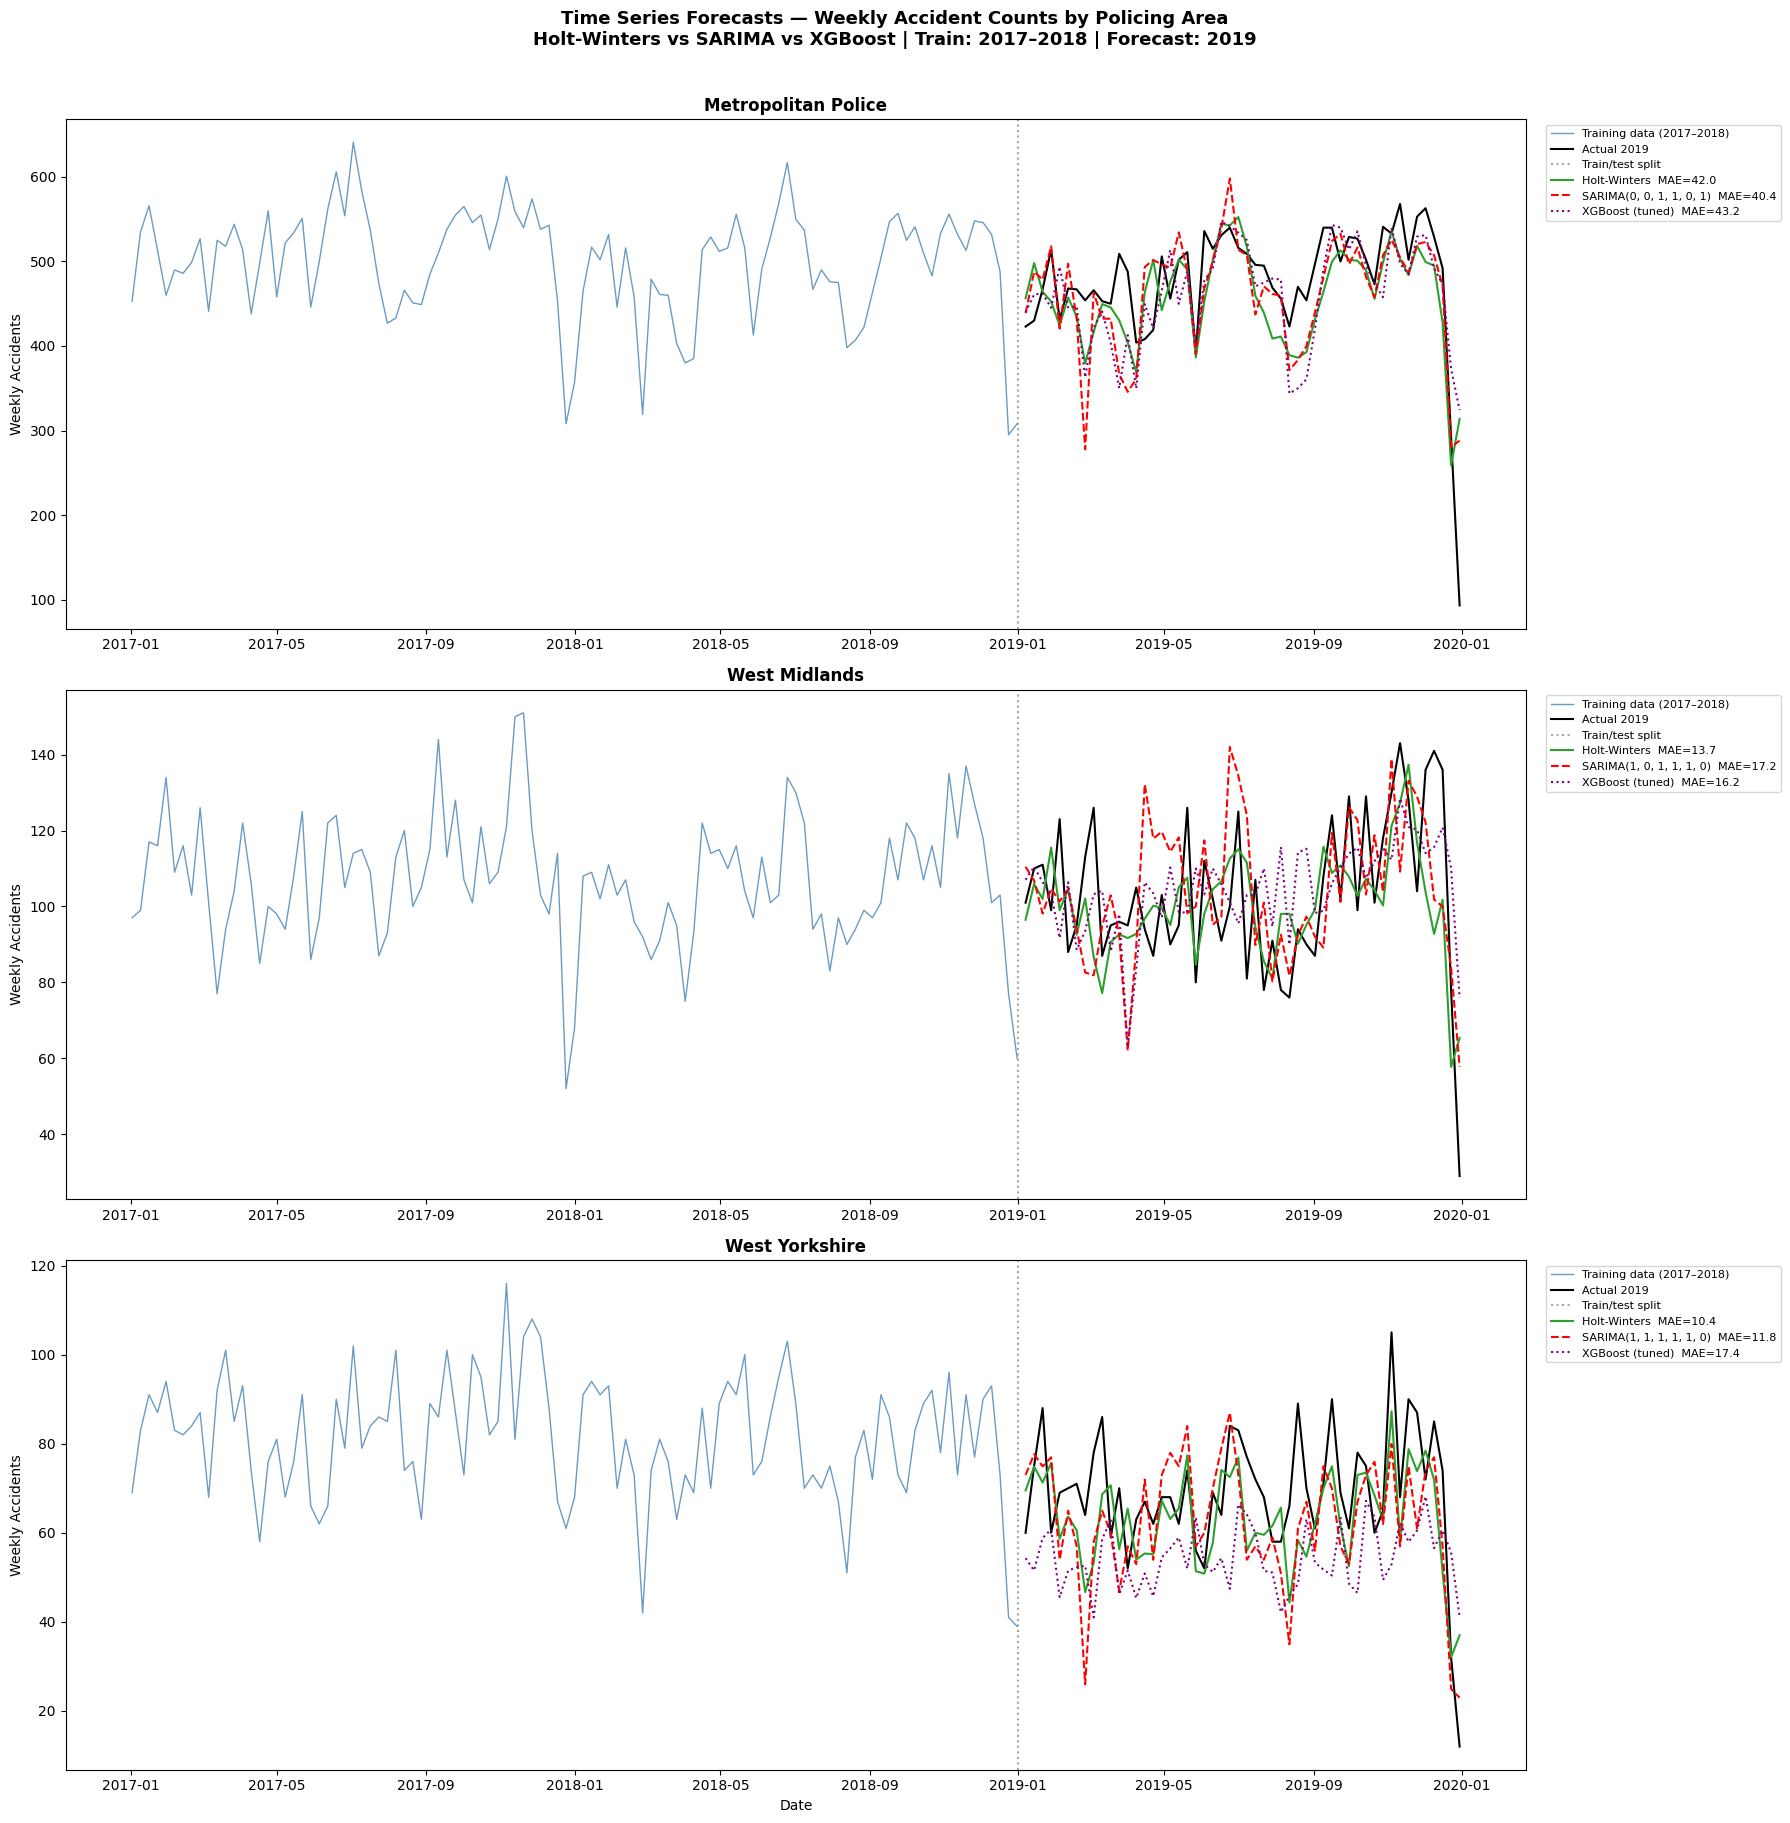 Time Series Forecasts — Weekly Accident Counts by Policing Area
Holt-Winters vs SARIMA vs XGBoost | Train: 2017–2018 | Forecast: 2019
Metropolitan Police
Weekly Accidents
600
500
400
300
200
100
2017-01 2017-05 2017-09 2018-01 2018-05 2018-09 2019-01 2019-05 2019-09 2020-01
Training data (2017–2018)
Actual 2019
Train/test split
Holt-Winters MAE=42.0
SARIMA(0, 0, 1, 1, 0, 1) MAE=40.4
XGBoost (tuned) MAE=43.2
West Midlands
Weekly Accidents
140
120
100
80
60
40
2017-01 2017-05 2017-09 2018-01 2018-05 2018-09 2019-01 2019-05 2019-09 2020-01
Training data (2017–2018)
Actual 2019
Train/test split
Holt-Winters MAE=13.7
SARIMA(1, 0, 1, 1, 1, 0) MAE=17.2
XGBoost (tuned) MAE=16.2
West Yorkshire
Weekly Accidents
120
100
80
60
40
20
2017-01 2017-05 2017-09 2018-01 2018-05 2018-09 2019-01 2019-05 2019-09 2020-01
Date
Training data (2017–2018)
Actual 2019
Train/test split
Holt-Winters MAE=10.4
SARIMA(1, 1, 1, 1, 1, 0) MAE=11.8
XGBoost (tuned) MAE=17.4